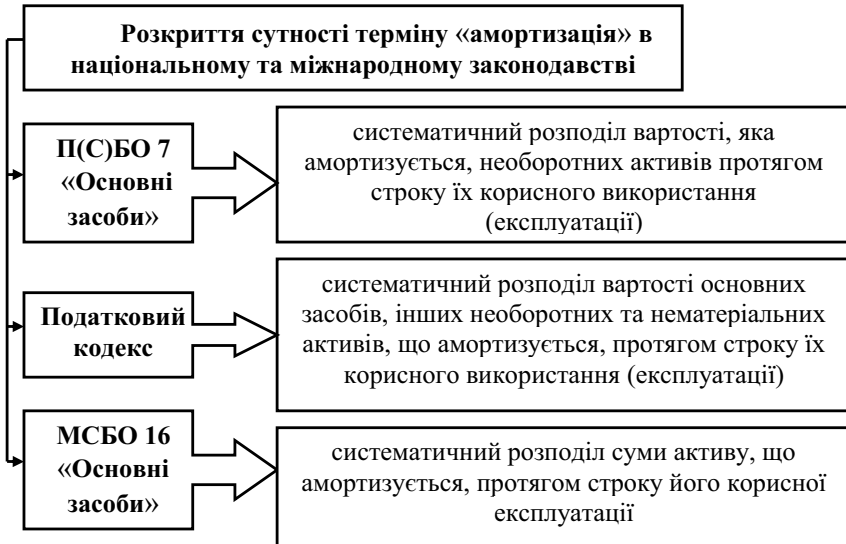 Розкриття сутності терміну «амортизація» в
національному та міжнародному законодавстві
П(С)БО 7
«Основні
засоби»
систематичний розподіл вартості, яка
амортизується, необоротних активів протягом
строку їх корисного використання
(експлуатації)
Податковий
кодекс
систематичний розподіл вартості основних
засобів, інших необоротних та нематеріальних
активів, що амортизується, протягом строку їх
корисного використання (експлуатації)
МСБО 16
«Основні
засоби»
систематичний розподіл суми активу, що
амортизується, протягом строку його корисної
експлуатації